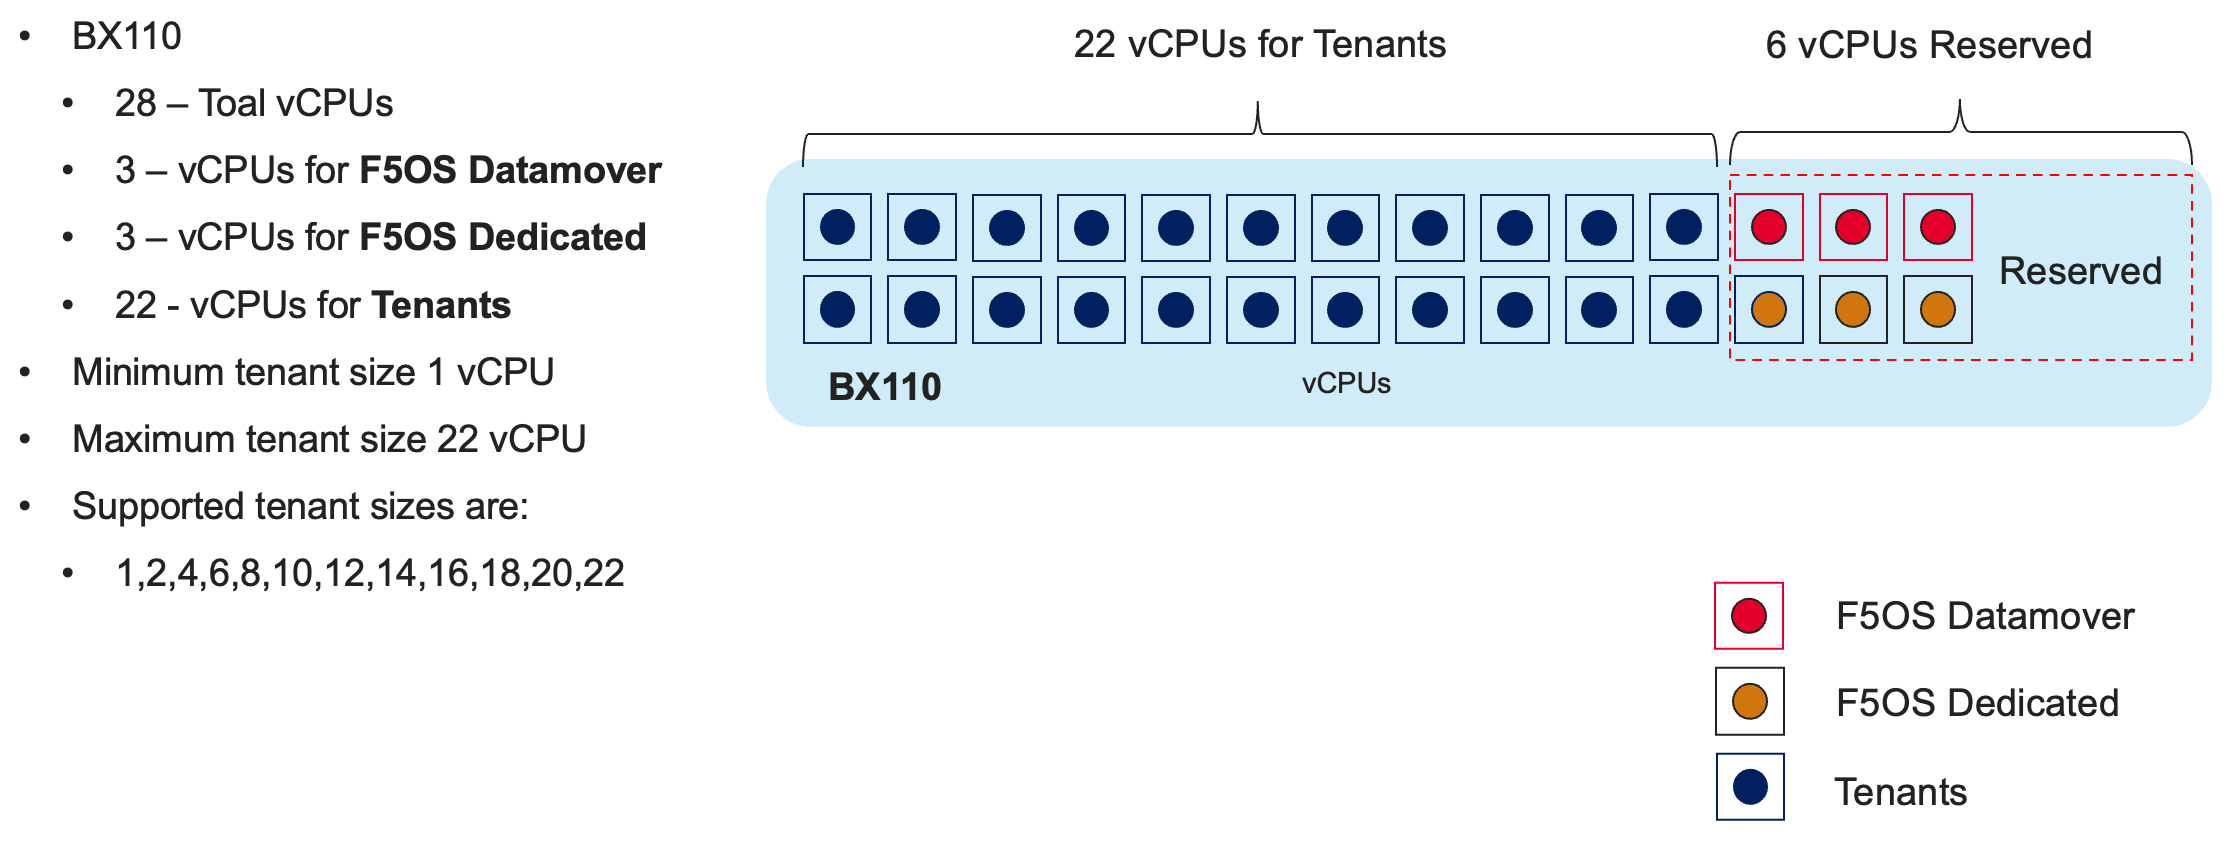 • BX110
• 28 – Toal vCPUs
• 3 – vCPUs for F5OS Datamover
• 3 – vCPUs for F5OS Dedicated
• 22 - vCPUs for Tenants
• Minimum tenant size 1 vCPU
• Maximum tenant size 22 vCPU
• Supported tenant sizes are:
• 1,2,4,6,8,10,12,14,16,18,20,22
22 vCPUs for Tenants
6 vCPUs Reserved
Reserved
BX110
vCPUs
F5OS Datamover
F5OS Dedicated
Tenants